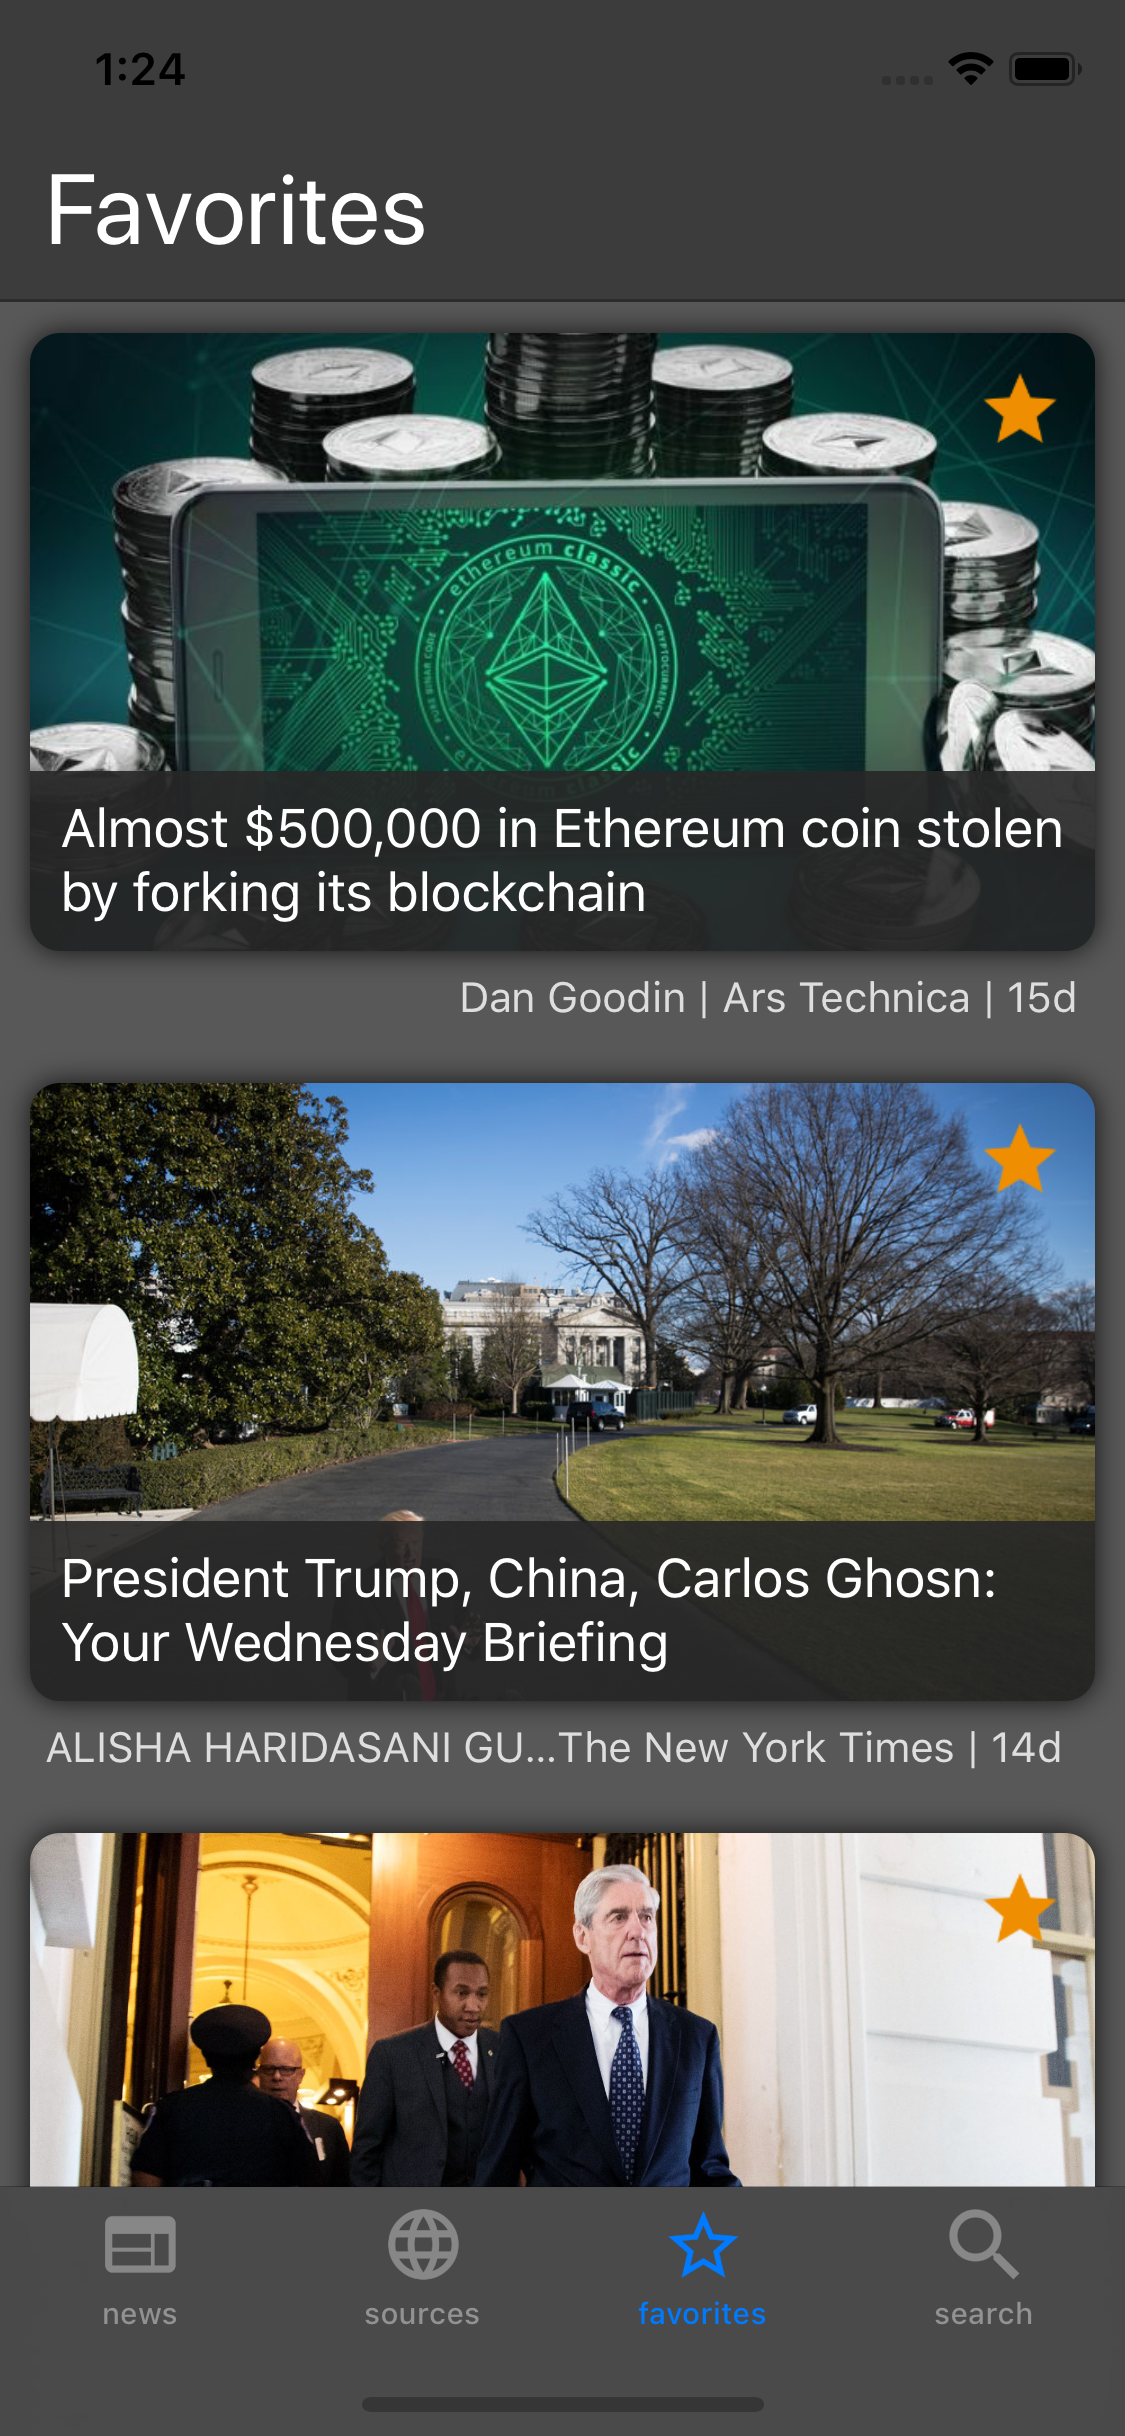 1:24
Favorites
ethereum classic
Almost $500,000 in Ethereum coin stolen
by forking its blockchain
Dan Goodin | Ars Technica | 15d
President Trump, China, Carlos Ghosn:
Your Wednesday Briefing
ALISHA HARIDASANI GU...The New York Times | 14d
news
sources
favorites
search